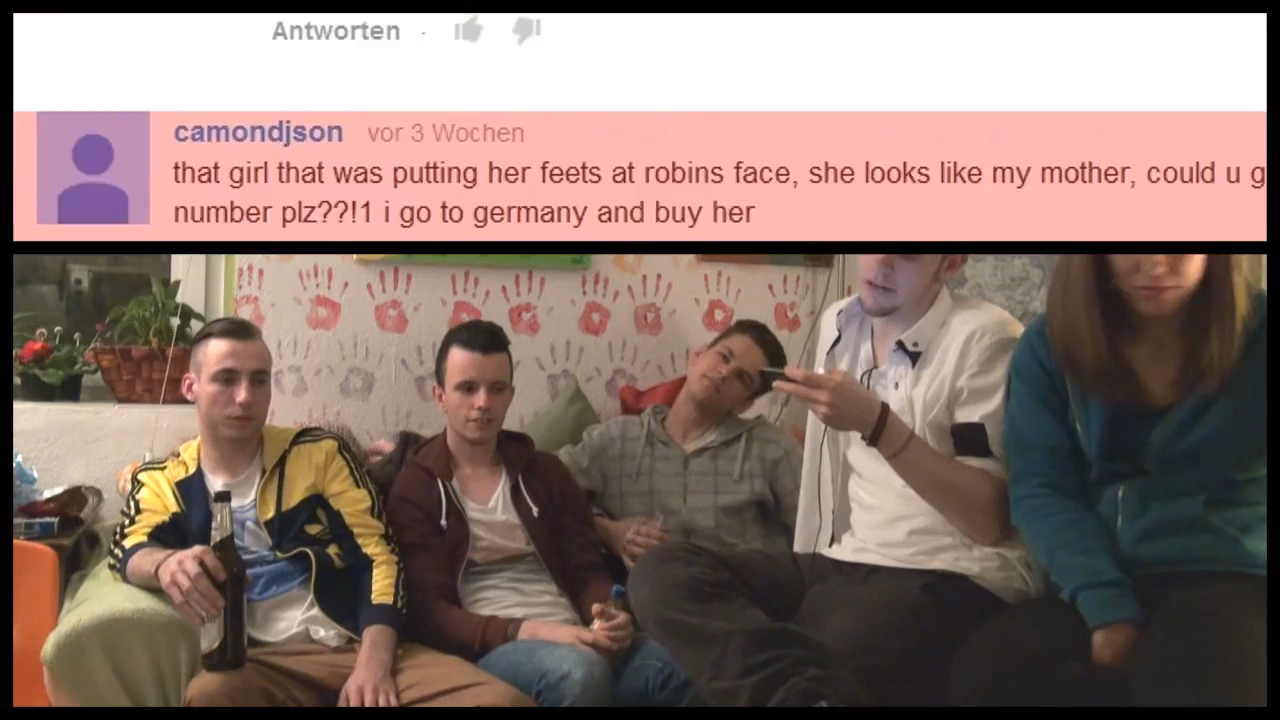 Antworten ·
camondjson vor 3 Wochen
that girl that was putting her feets at robins face, she looks like my mother, could u g
number plz??!1 i go to germany and buy her